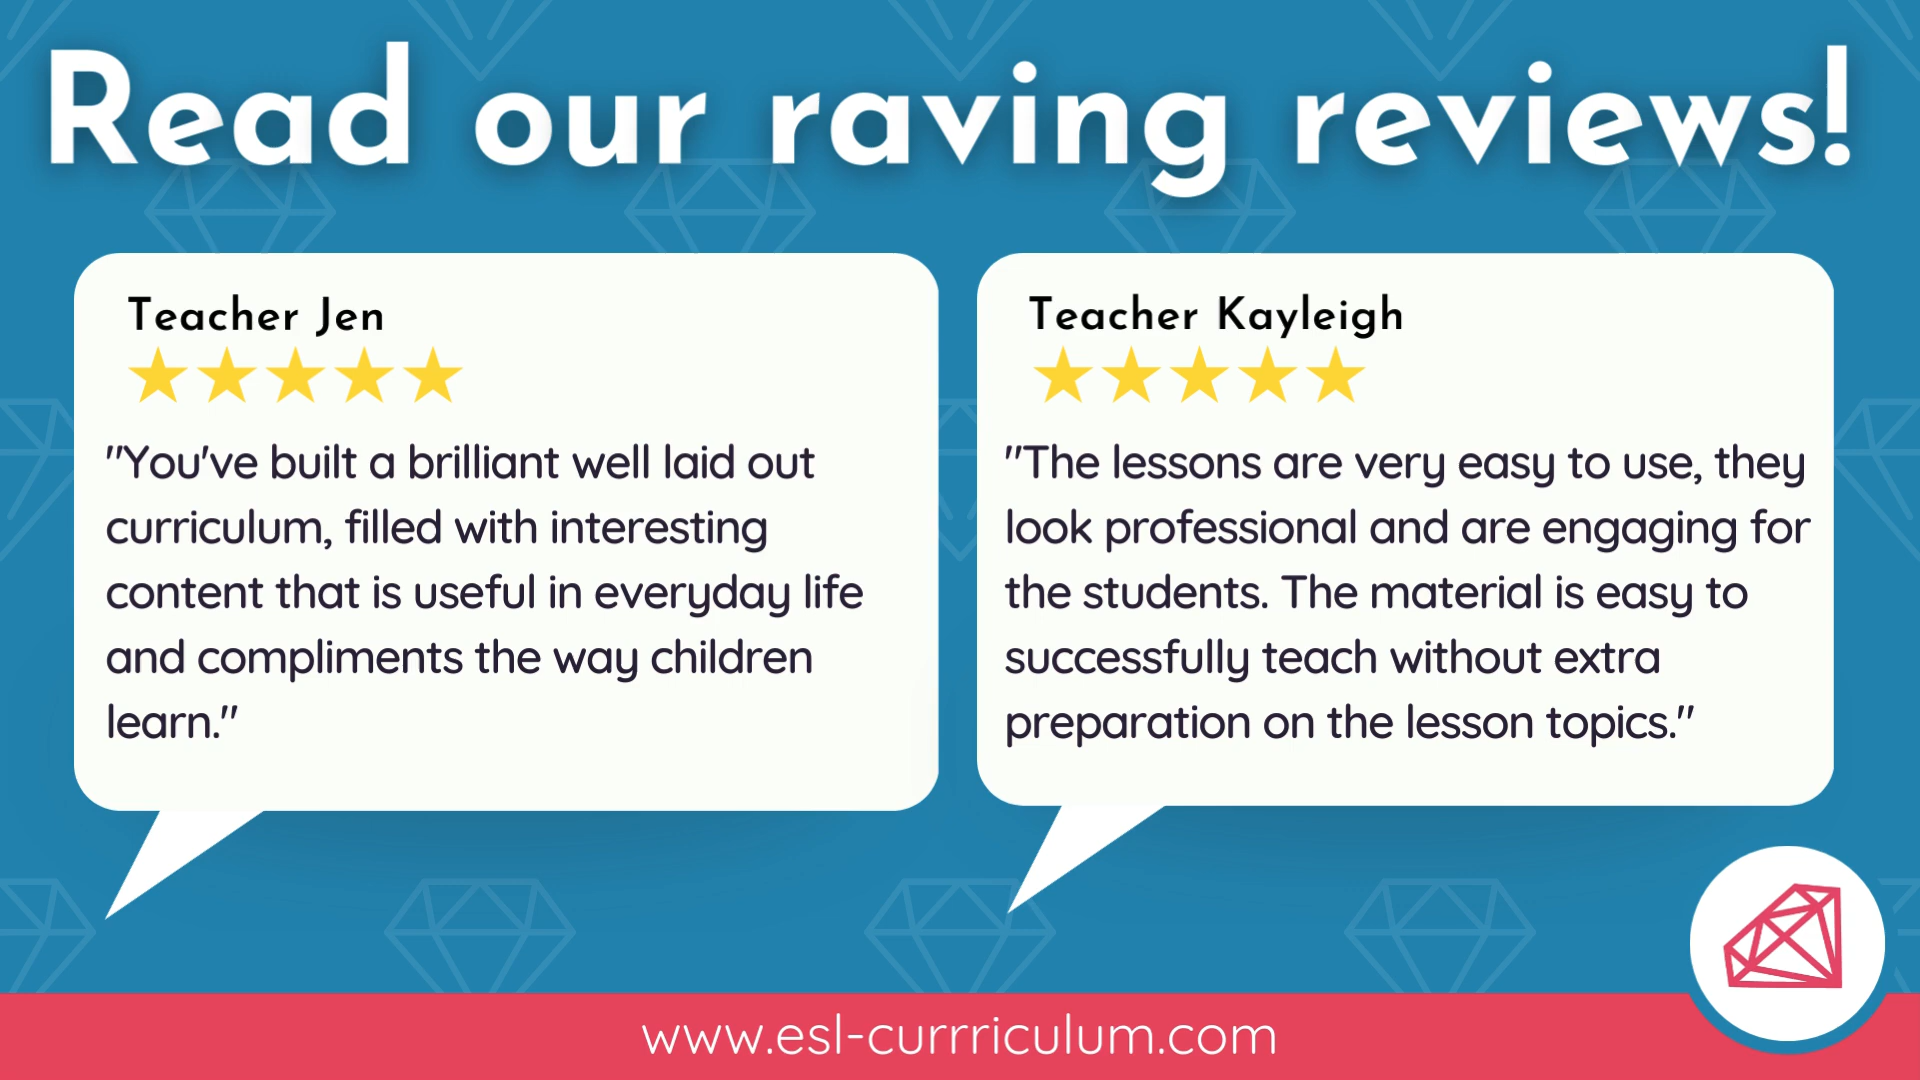 Read our raving reviews!
Teacher Jen
"You've built a brilliant well laid out
curriculum, filled with interesting
content that is useful in everyday life
and compliments the way children
learn."
Teacher Kayleigh
"The lessons are very easy to use, they
look professional and are engaging for
the students. The material is easy to
successfully teach without extra
preparation on the lesson topics."
www.esl-currriculum.com